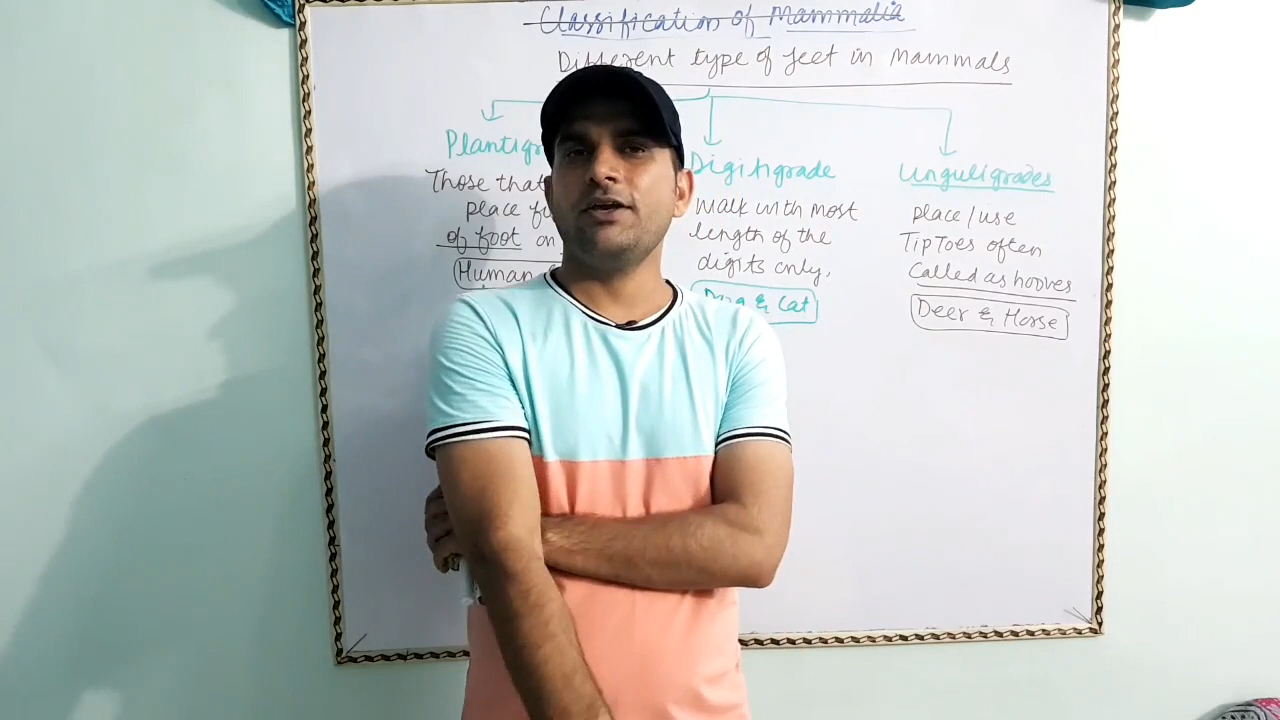 Classification of Mammalia
Different type of feet in Mammals
Plantigr
Those that
place fu
of foot on
Human
Digitigrade
Walk with most
length of the
digits only,
Dog & Cat
Unguligrades
place/use
Tip Toes often
called as hooves
Deer & Horse